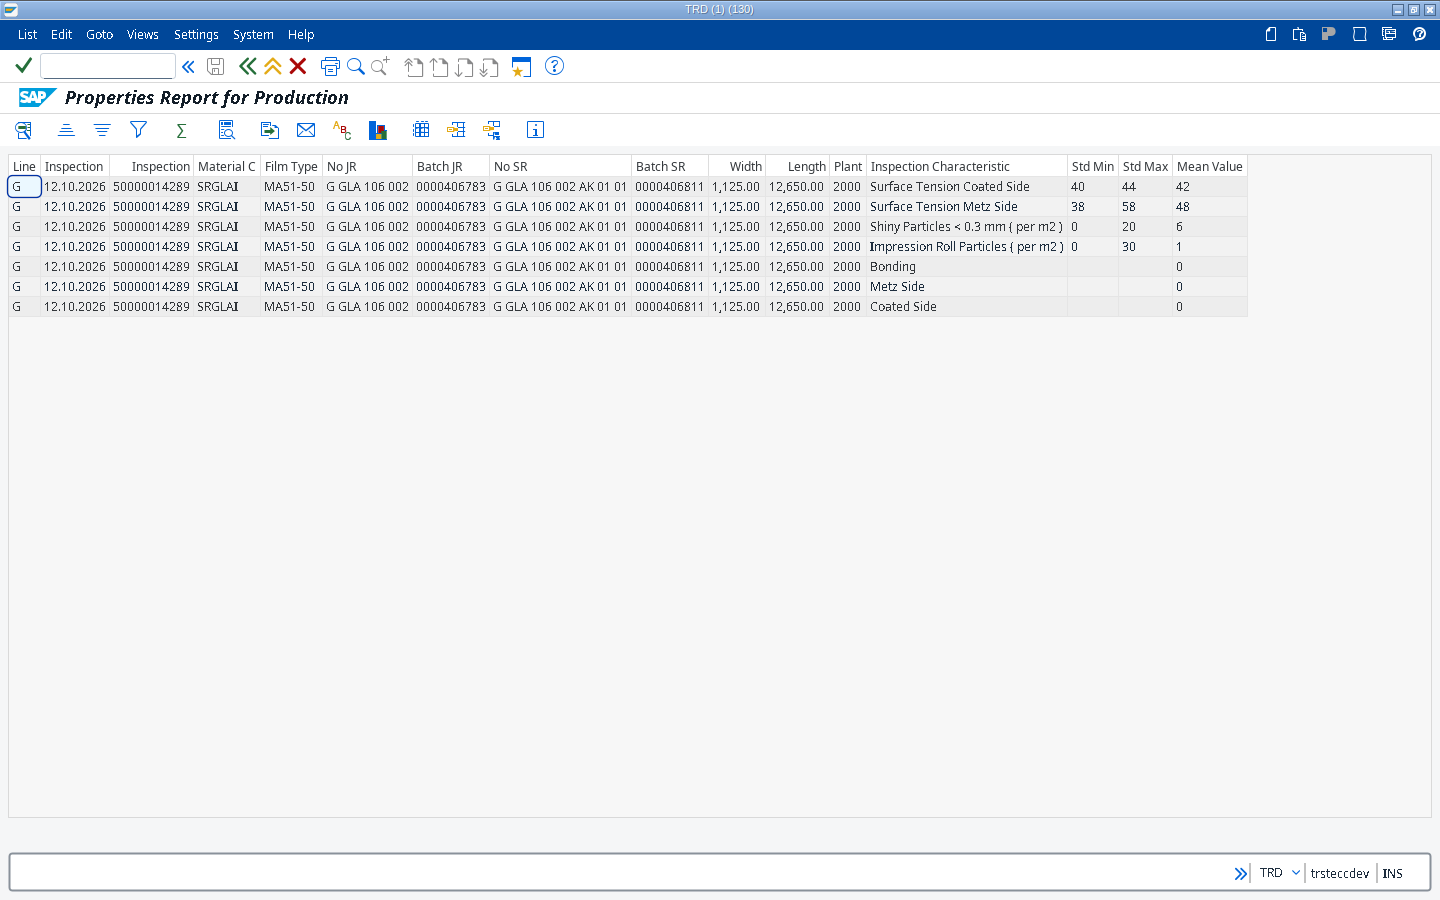 TRD (1) (130)
List Edit Goto Views Settings System Help
SAP Properties Report for Production
Line Inspection Inspection Material C Film Type No JR Batch JR No SR Batch SR Width Length Plant Inspection Characteristic Std Min Std Max Mean Value
G 12.10.2026 50000014289 SRGLAI MA51-50 G GLA 106 002 0000406783 G GLA 106 002 AK 01 01 0000406811 1,125.00 12,650.00 2000 Surface Tension Coated Side 40 44 42
G 12.10.2026 50000014289 SRGLAI MA51-50 G GLA 106 002 0000406783 G GLA 106 002 AK 01 01 0000406811 1,125.00 12,650.00 2000 Surface Tension Metz Side 38 58 48
G 12.10.2026 50000014289 SRGLAI MA51-50 G GLA 106 002 0000406783 G GLA 106 002 AK 01 01 0000406811 1,125.00 12,650.00 2000 Shiny Particles < 0.3 mm ( per m2 ) 0 20 6
G 12.10.2026 50000014289 SRGLAI MA51-50 G GLA 106 002 0000406783 G GLA 106 002 AK 01 01 0000406811 1,125.00 12,650.00 2000 Impression Roll Particles ( per m2 ) 0 30 1
G 12.10.2026 50000014289 SRGLAI MA51-50 G GLA 106 002 0000406783 G GLA 106 002 AK 01 01 0000406811 1,125.00 12,650.00 2000 Bonding 0
G 12.10.2026 50000014289 SRGLAI MA51-50 G GLA 106 002 0000406783 G GLA 106 002 AK 01 01 0000406811 1,125.00 12,650.00 2000 Metz Side 0
G 12.10.2026 50000014289 SRGLAI MA51-50 G GLA 106 002 0000406783 G GLA 106 002 AK 01 01 0000406811 1,125.00 12,650.00 2000 Coated Side 0
TRD trsteccdev INS